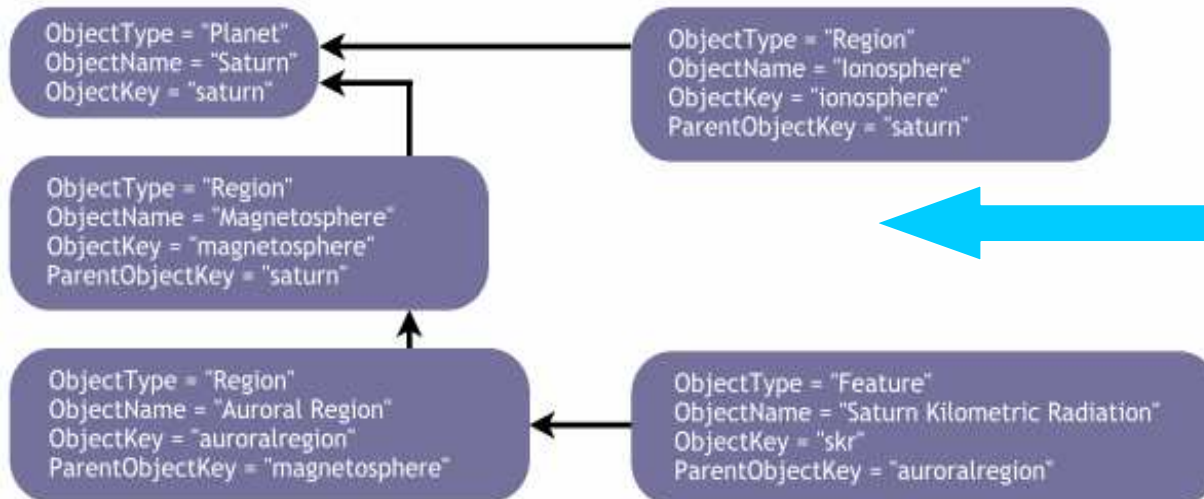 ObjectType = "Planet"
ObjectName = "Saturn"
ObjectKey = "saturn"
ObjectType = "Region"
ObjectName = "Ionosphere"
ObjectKey = "ionosphere"
ParentObjectKey = "saturn"
ObjectType = "Region"
ObjectName = "Magnetosphere"
ObjectKey = "magnetosphere"
ParentObjectKey = "saturn"
ObjectType = "Region"
ObjectName = "Auroral Region"
ObjectKey = "auroralregion"
ParentObjectKey = "magnetosphere"
ObjectType = "Feature"
ObjectName = "Saturn Kilometric Radiation"
ObjectKey = "skr"
ParentObjectKey = "auroralregion"